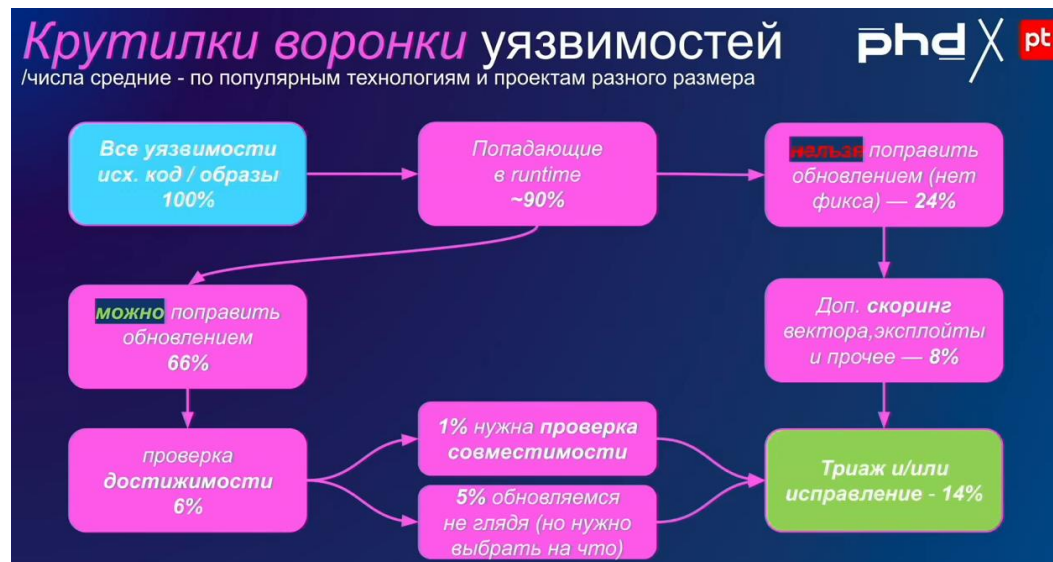 Крутилки воронки уязвимостей
phd
pt
/числа средние - по популярным технологиям и проектам разного размера
Все уязвимости
исх. код / образы
100%
Попадающие
в runtime
~90%
нельзя поправить
обновлением (нет
фикса) — 24%
можно поправить
обновлением
66%
Доп. скоринг
вектора,эксплойты
и прочее — 8%
проверка
достижимости
6%
1% нужна проверка
совместимости
5% обновляемся
не глядя (но нужно
выбрать на что)
Триаж и/или
исправление - 14%